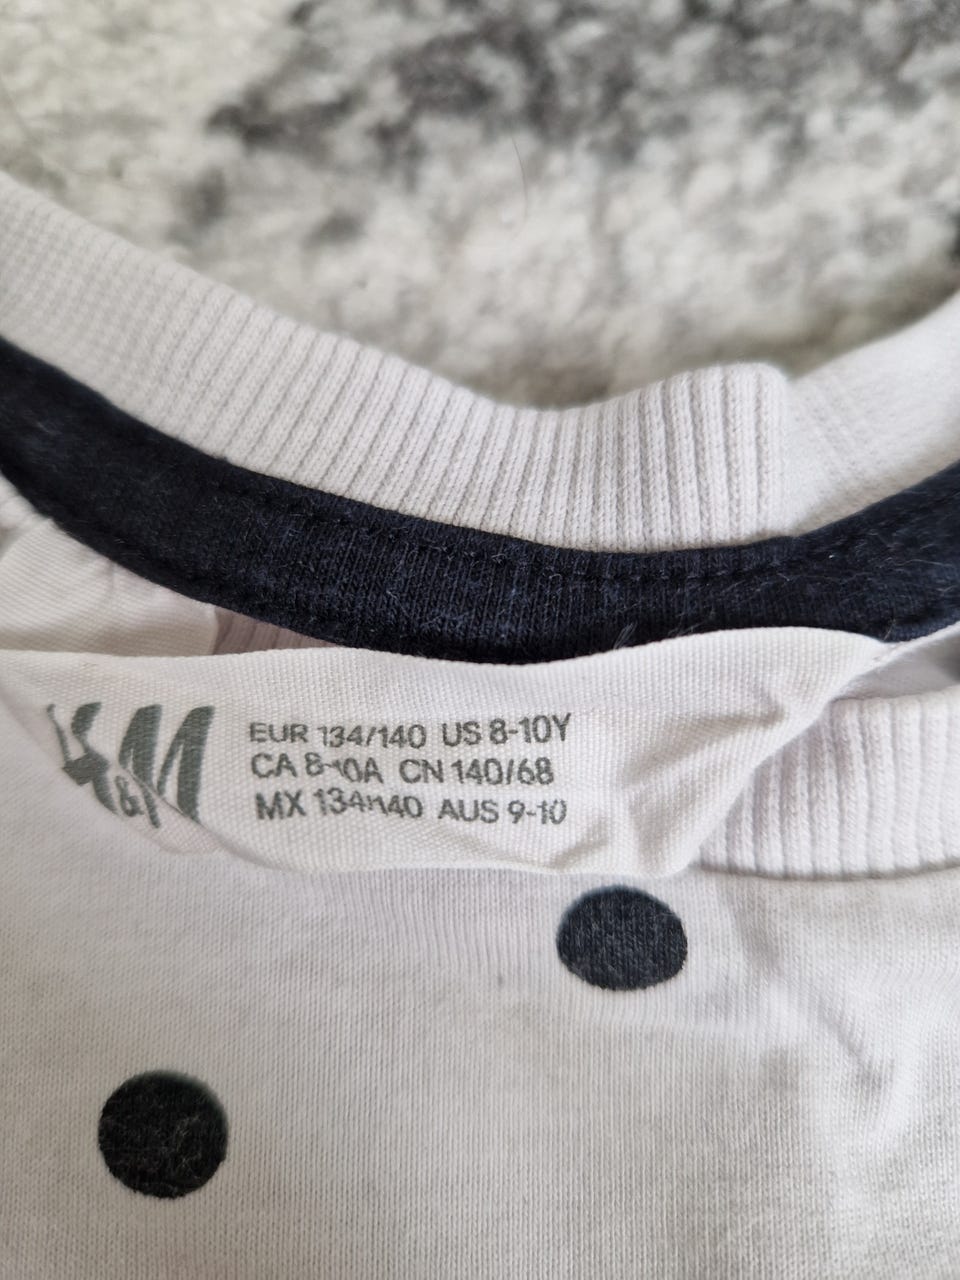 H&M
EUR 134/140 US 8-10Y
CA 8-10A CN 140/68
MX 134/140 AUS 9-10